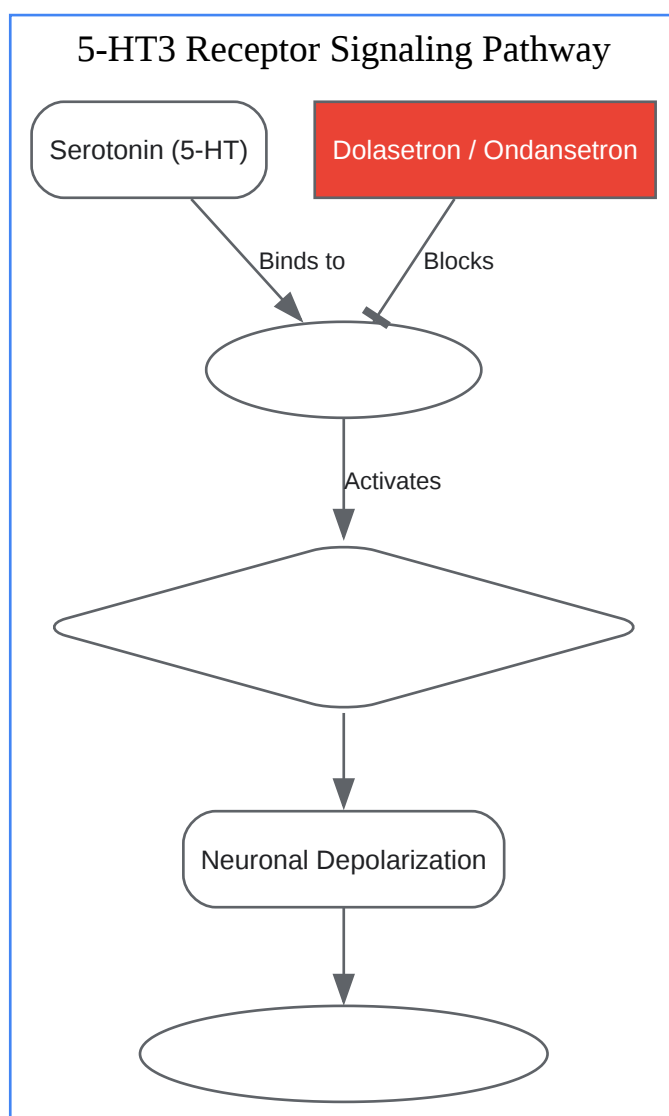 5-HT3 Receptor Signaling Pathway
Serotonin (5-HT)
Dolasetron / Ondansetron
Binds to
Blocks
Activates
Neuronal Depolarization